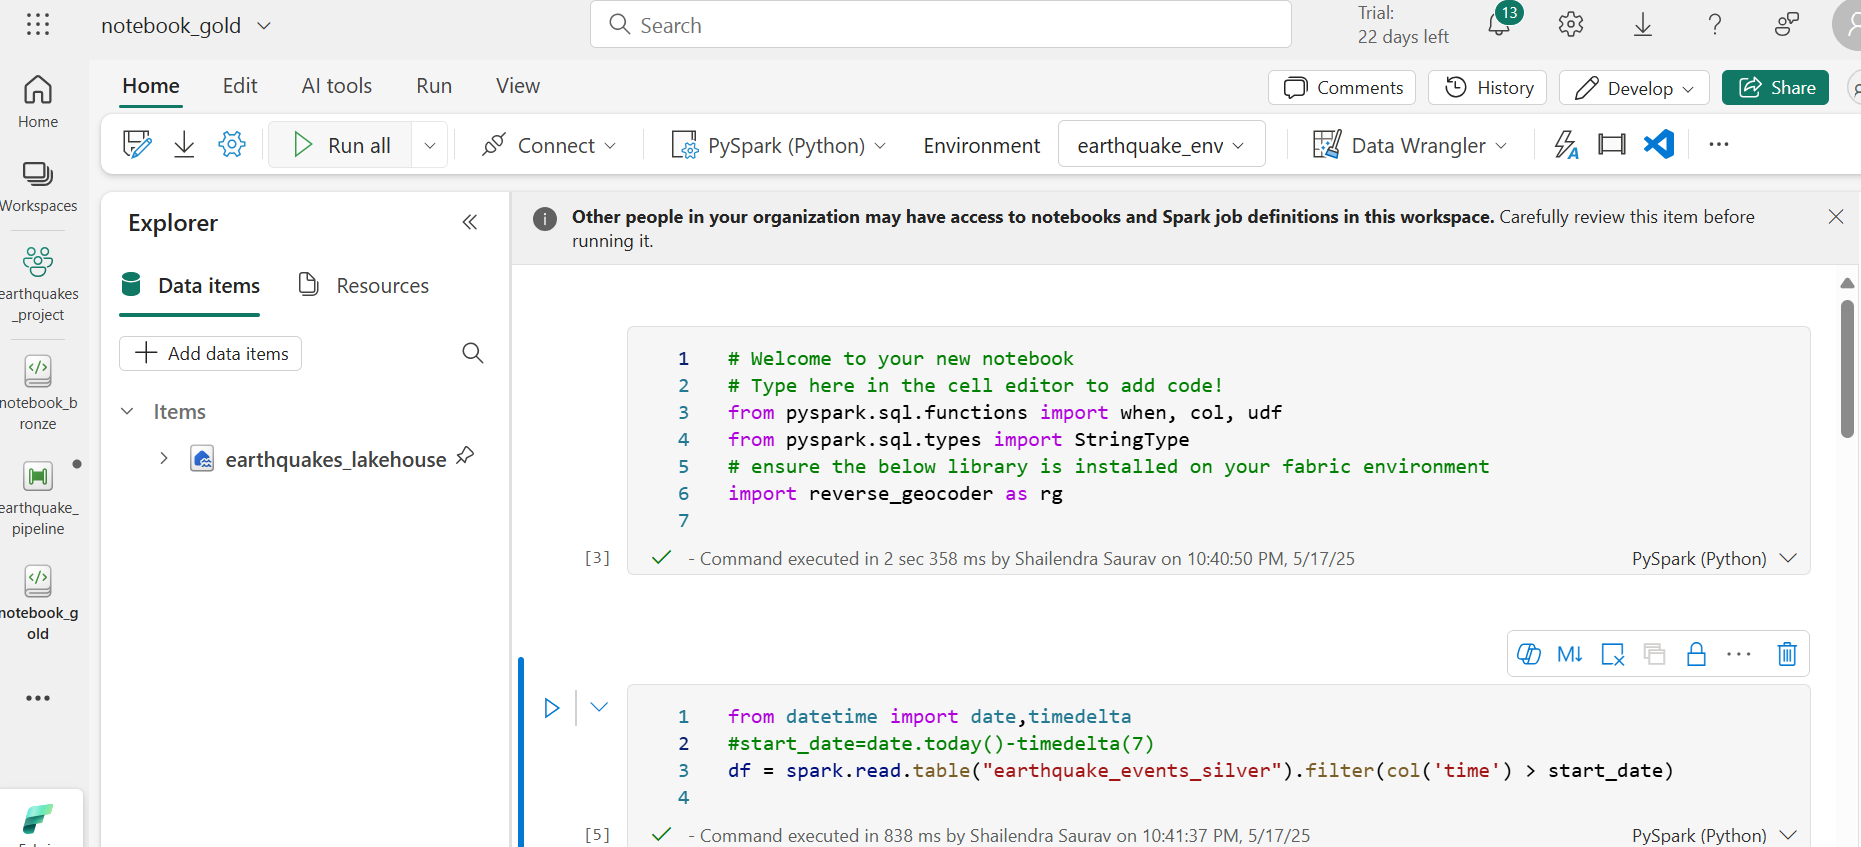 notebook_gold
Search
Trial:
22 days left
13
Home
Edit
AI tools
Run
View
Comments
History
Develop
Share
Run all
Connect
PySpark (Python)
Environment
earthquake_env
Data Wrangler
Home
Workspaces
earthquakes
_project
notebook_b
ronze
earthquake_
pipeline
notebook_g
old
Explorer
Data items
Resources
Add data items
Items
earthquakes_lakehouse
Other people in your organization may have access to notebooks and Spark job definitions in this workspace. Carefully review this item before
running it.
1 # Welcome to your new notebook
2 # Type here in the cell editor to add code!
3 from pyspark.sql.functions import when, col, udf
4 from pyspark.sql.types import StringType
5 # ensure the below library is installed on your fabric environment
6 import reverse_geocoder as rg
7
[3] - Command executed in 2 sec 358 ms by Shailendra Saurav on 10:40:50 PM, 5/17/25 PySpark (Python)
M↓
1 from datetime import date,timedelta
2 #start_date=date.today()-timedelta(7)
3 df = spark.read.table("earthquake_events_silver").filter(col('time') > start_date)
4
[5] - Command executed in 838 ms by Shailendra Saurav on 10:41:37 PM, 5/17/25 PySpark (Python)